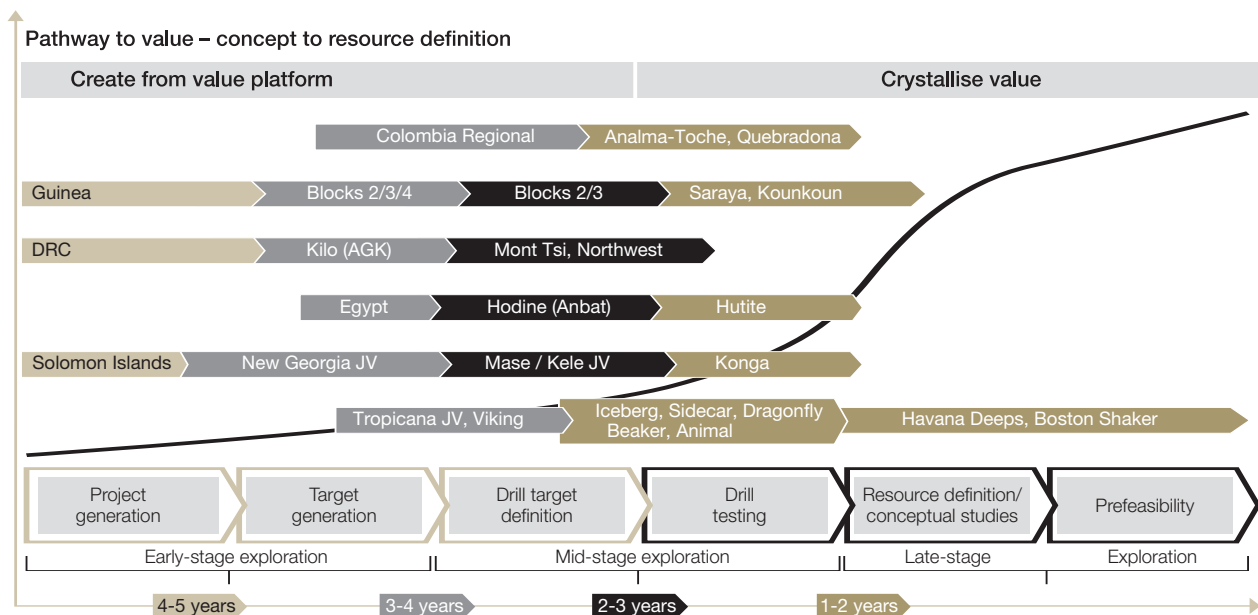 Pathway to value – concept to resource definition
Create from value platform
Crystallise value
Colombia Regional
Analma-Toche, Quebradona
Guinea
Blocks 2/3/4
Blocks 2/3
Saraya, Kounkoun
DRC
Kilo (AGK)
Mont Tsi, Northwest
Egypt
Hodine (Anbat)
Hutite
Solomon Islands
New Georgia JV
Mase / Kele JV
Konga
Tropicana JV, Viking
Iceberg, Sidecar, Dragonfly
Beaker, Animal
Havana Deeps, Boston Shaker
Project
generation
Target
generation
Drill target
definition
Drill
testing
Resource definition/
conceptual studies
Prefeasibility
Early-stage exploration
Mid-stage exploration
Late-stage
Exploration
4-5 years
3-4 years
2-3 years
1-2 years